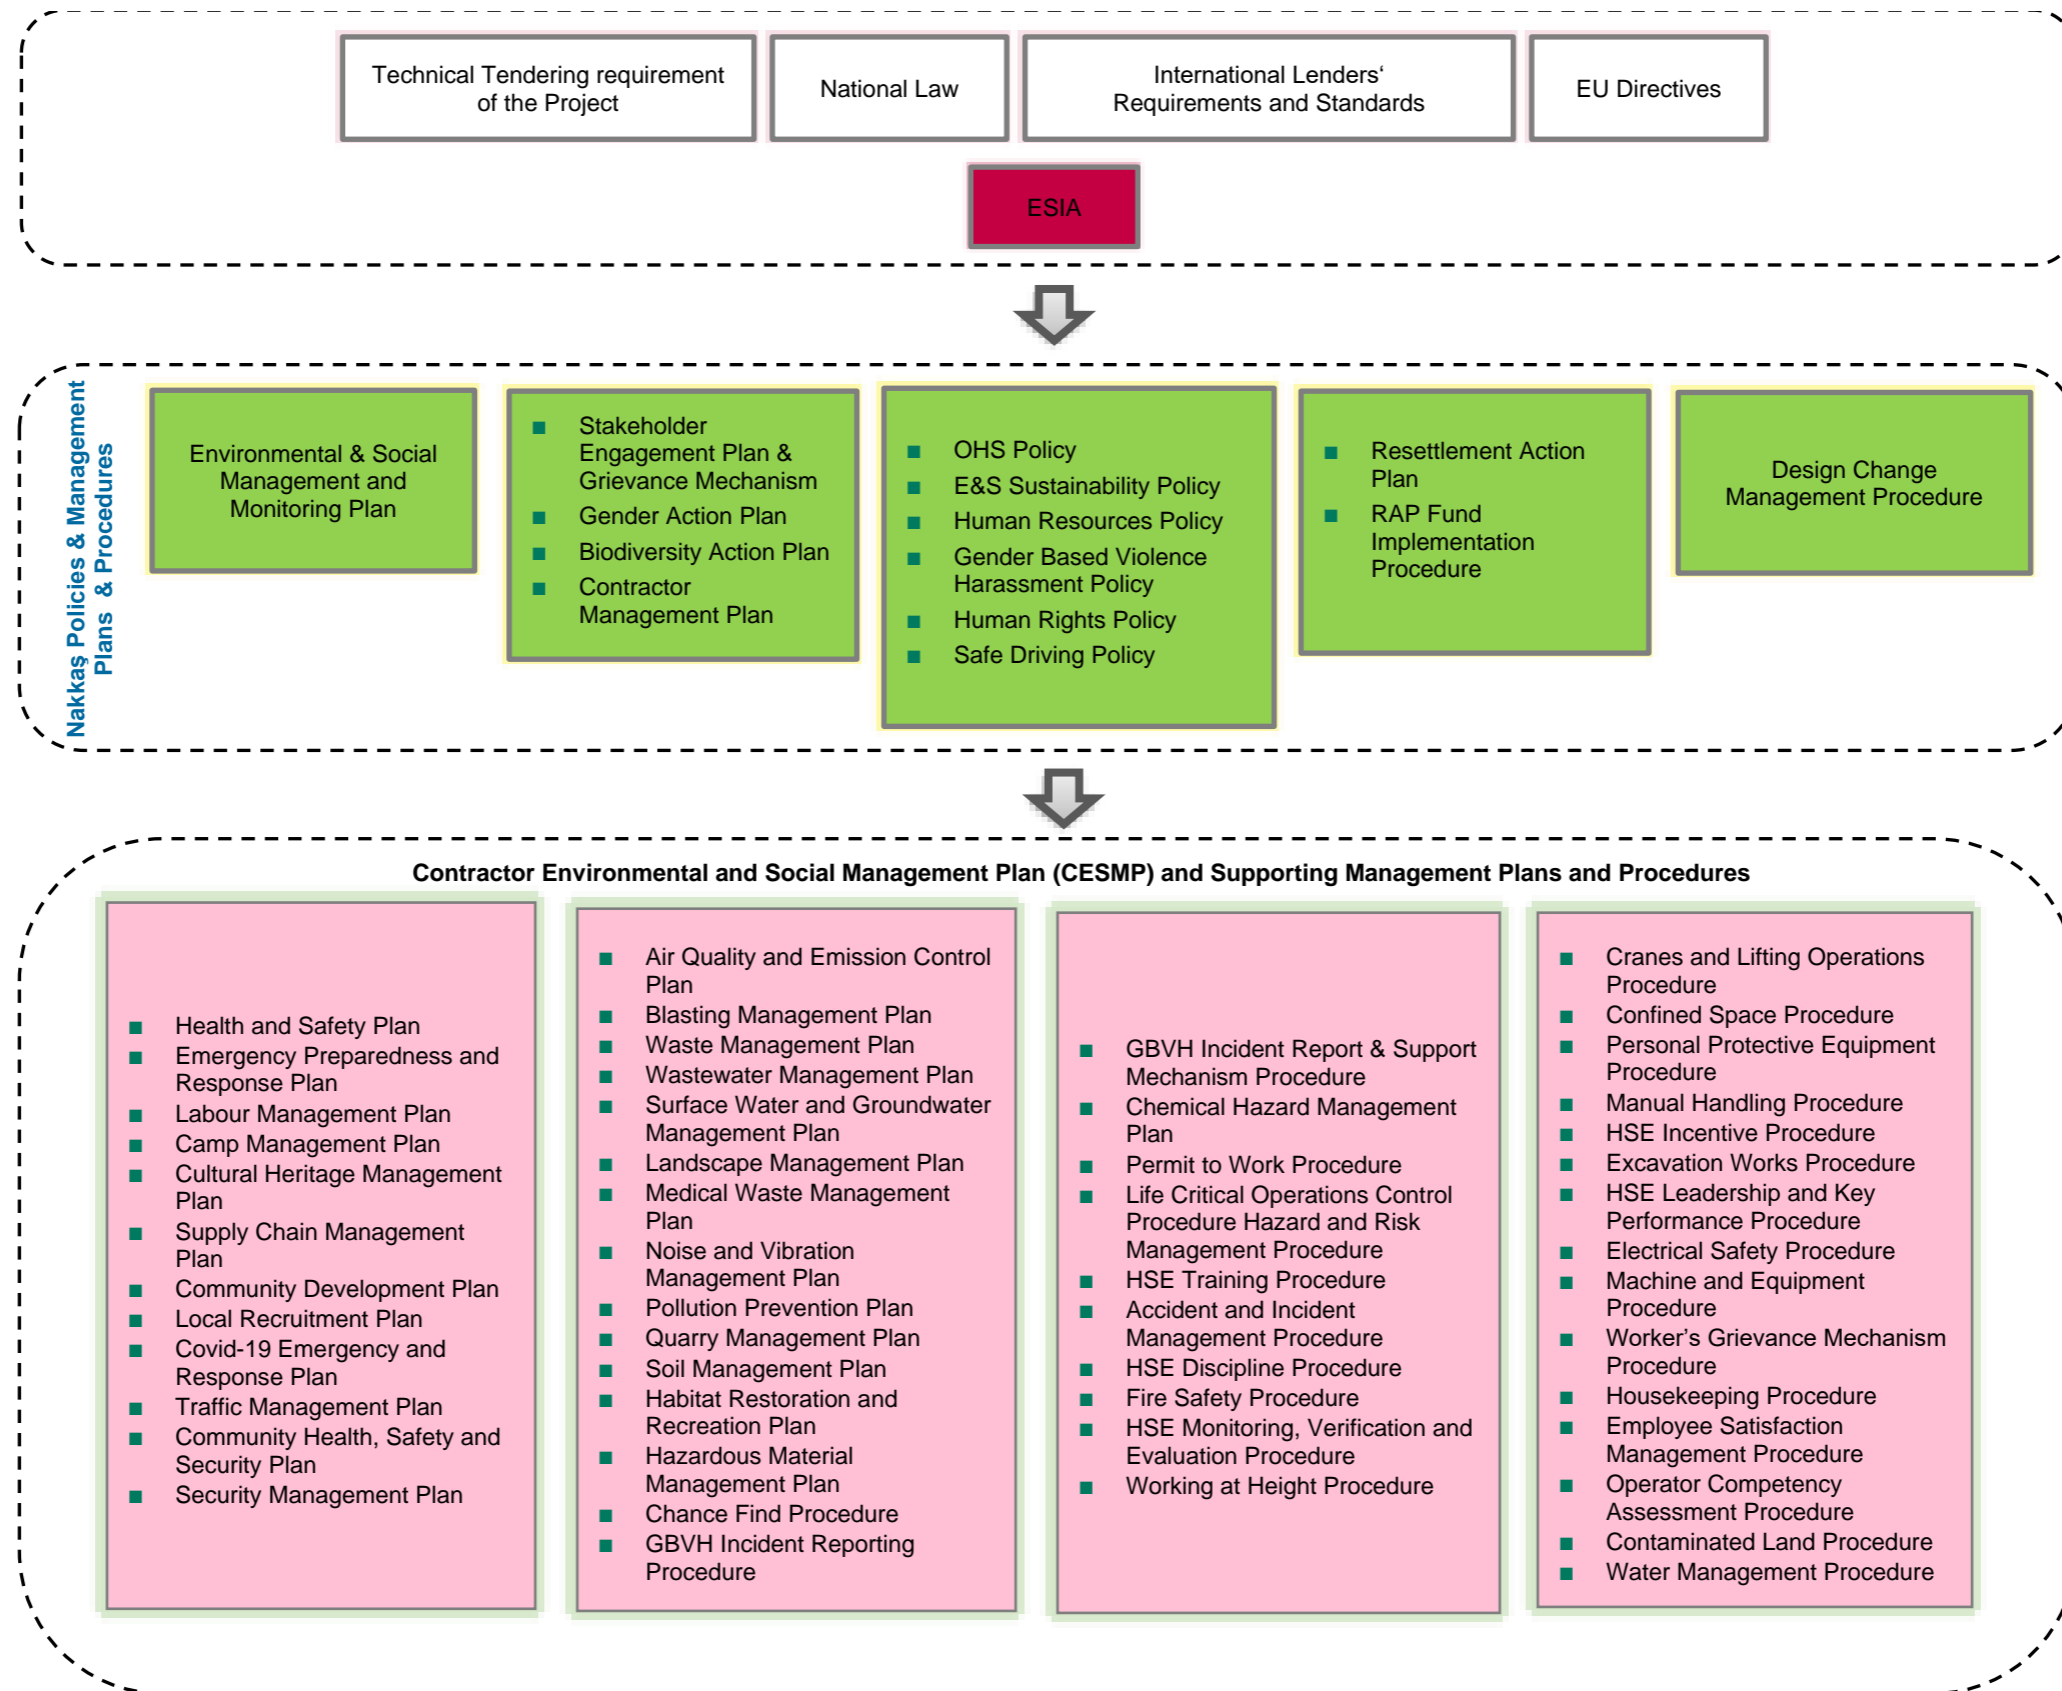 Technical Tendering requirement
of the Project
National Law
International Lenders‘
Requirements and Standards
EU Directives
ESIA
Nakkaş Policies & Management
Plans & Procedures
Environmental & Social
Management and
Monitoring Plan
■ Stakeholder
Engagement Plan &
Grievance Mechanism
■ Gender Action Plan
■ Biodiversity Action Plan
■ Contractor
Management Plan
■ OHS Policy
■ E&S Sustainability Policy
■ Human Resources Policy
■ Gender Based Violence
Harassment Policy
■ Human Rights Policy
■ Safe Driving Policy
■ Resettlement Action
Plan
■ RAP Fund
Implementation
Procedure
Design Change
Management Procedure
Contractor Environmental and Social Management Plan (CESMP) and Supporting Management Plans and Procedures
■ Health and Safety Plan
■ Emergency Preparedness and
Response Plan
■ Labour Management Plan
■ Camp Management Plan
■ Cultural Heritage Management
Plan
■ Supply Chain Management
Plan
■ Community Development Plan
■ Local Recruitment Plan
■ Covid-19 Emergency and
Response Plan
■ Traffic Management Plan
■ Community Health, Safety and
Security Plan
■ Security Management Plan
■ Air Quality and Emission Control
Plan
■ Blasting Management Plan
■ Waste Management Plan
■ Wastewater Management Plan
■ Surface Water and Groundwater
Management Plan
■ Landscape Management Plan
■ Medical Waste Management
Plan
■ Noise and Vibration
Management Plan
■ Pollution Prevention Plan
■ Quarry Management Plan
■ Soil Management Plan
■ Habitat Restoration and
Recreation Plan
■ Hazardous Material
Management Plan
■ Chance Find Procedure
■ GBVH Incident Reporting
Procedure
■ GBVH Incident Report & Support
Mechanism Procedure
■ Chemical Hazard Management
Plan
■ Permit to Work Procedure
■ Life Critical Operations Control
Procedure Hazard and Risk
Management Procedure
■ HSE Training Procedure
■ Accident and Incident
Management Procedure
■ HSE Discipline Procedure
■ Fire Safety Procedure
■ HSE Monitoring, Verification and
Evaluation Procedure
■ Working at Height Procedure
■ Cranes and Lifting Operations
Procedure
■ Confined Space Procedure
■ Personal Protective Equipment
Procedure
■ Manual Handling Procedure
■ HSE Incentive Procedure
■ Excavation Works Procedure
■ HSE Leadership and Key
Performance Procedure
■ Electrical Safety Procedure
■ Machine and Equipment
Procedure
■ Worker’s Grievance Mechanism
Procedure
■ Housekeeping Procedure
■ Employee Satisfaction
Management Procedure
■ Operator Competency
Assessment Procedure
■ Contaminated Land Procedure
■ Water Management Procedure